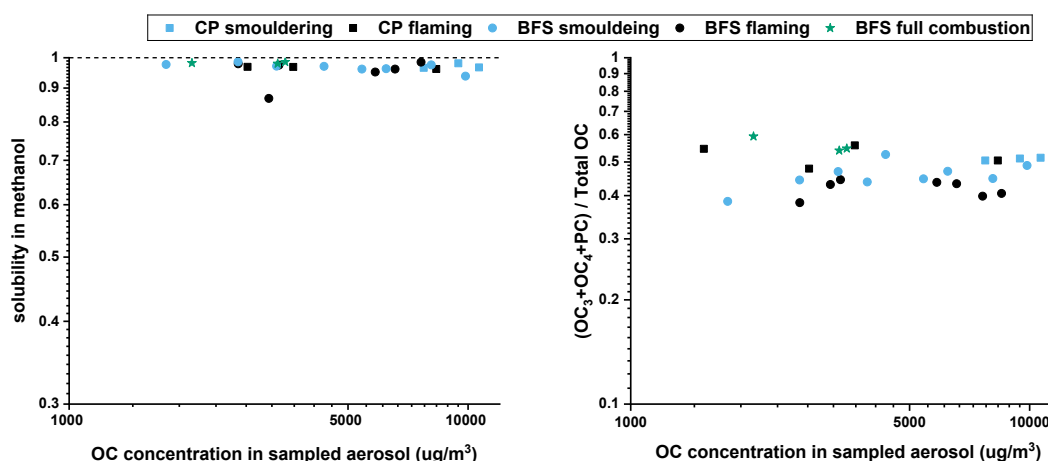 CP smouldering CP flaming BFS smouldeing BFS flaming BFS full combustion
solubility in methanol
1
0.9
0.8
0.7
0.6
0.5
0.4
0.3
1000 5000 10000
OC concentration in sampled aerosol (ug/m³)
(OC₃+OC₄+PC) / Total OC
1
0.9
0.8
0.7
0.6
0.5
0.4
0.3
0.2
0.1
1000 5000 10000
OC concentration in sampled aerosol (ug/m³)